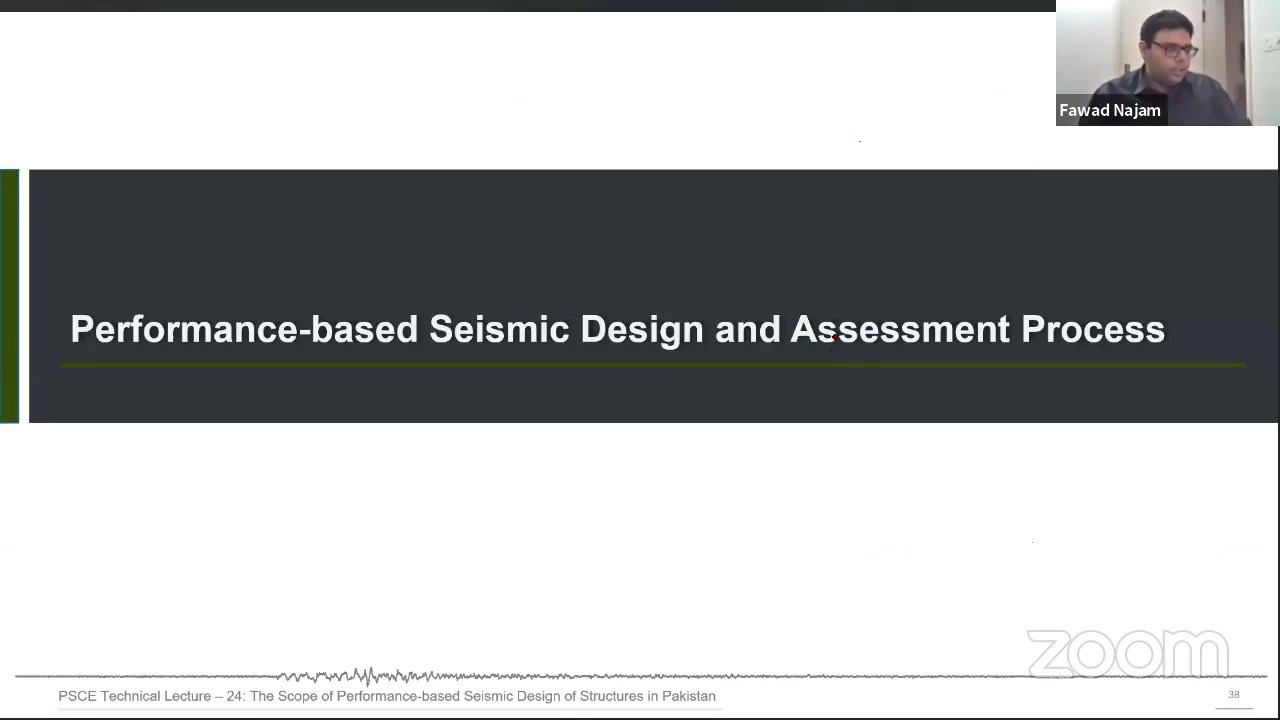 Fawad Najam
Performance-based Seismic Design and Assessment Process
zoom
PSCE Technical Lecture – 24: The Scope of Performance-based Seismic Design of Structures in Pakistan
38